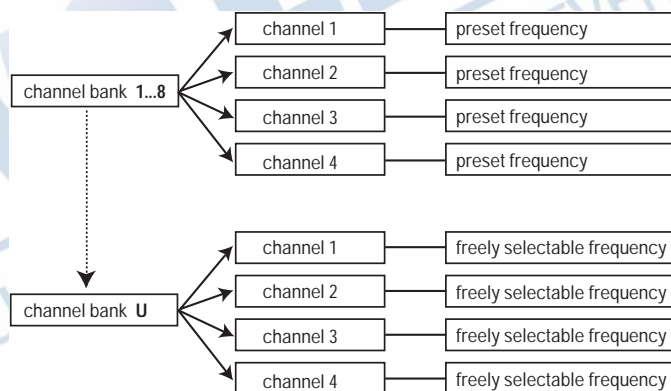 channel 1 preset frequency
channel 2 preset frequency
channel bank 1...8
channel 3 preset frequency
channel 4 preset frequency
channel 1 freely selectable frequency
channel 2 freely selectable frequency
channel bank U
channel 3 freely selectable frequency
channel 4 freely selectable frequency